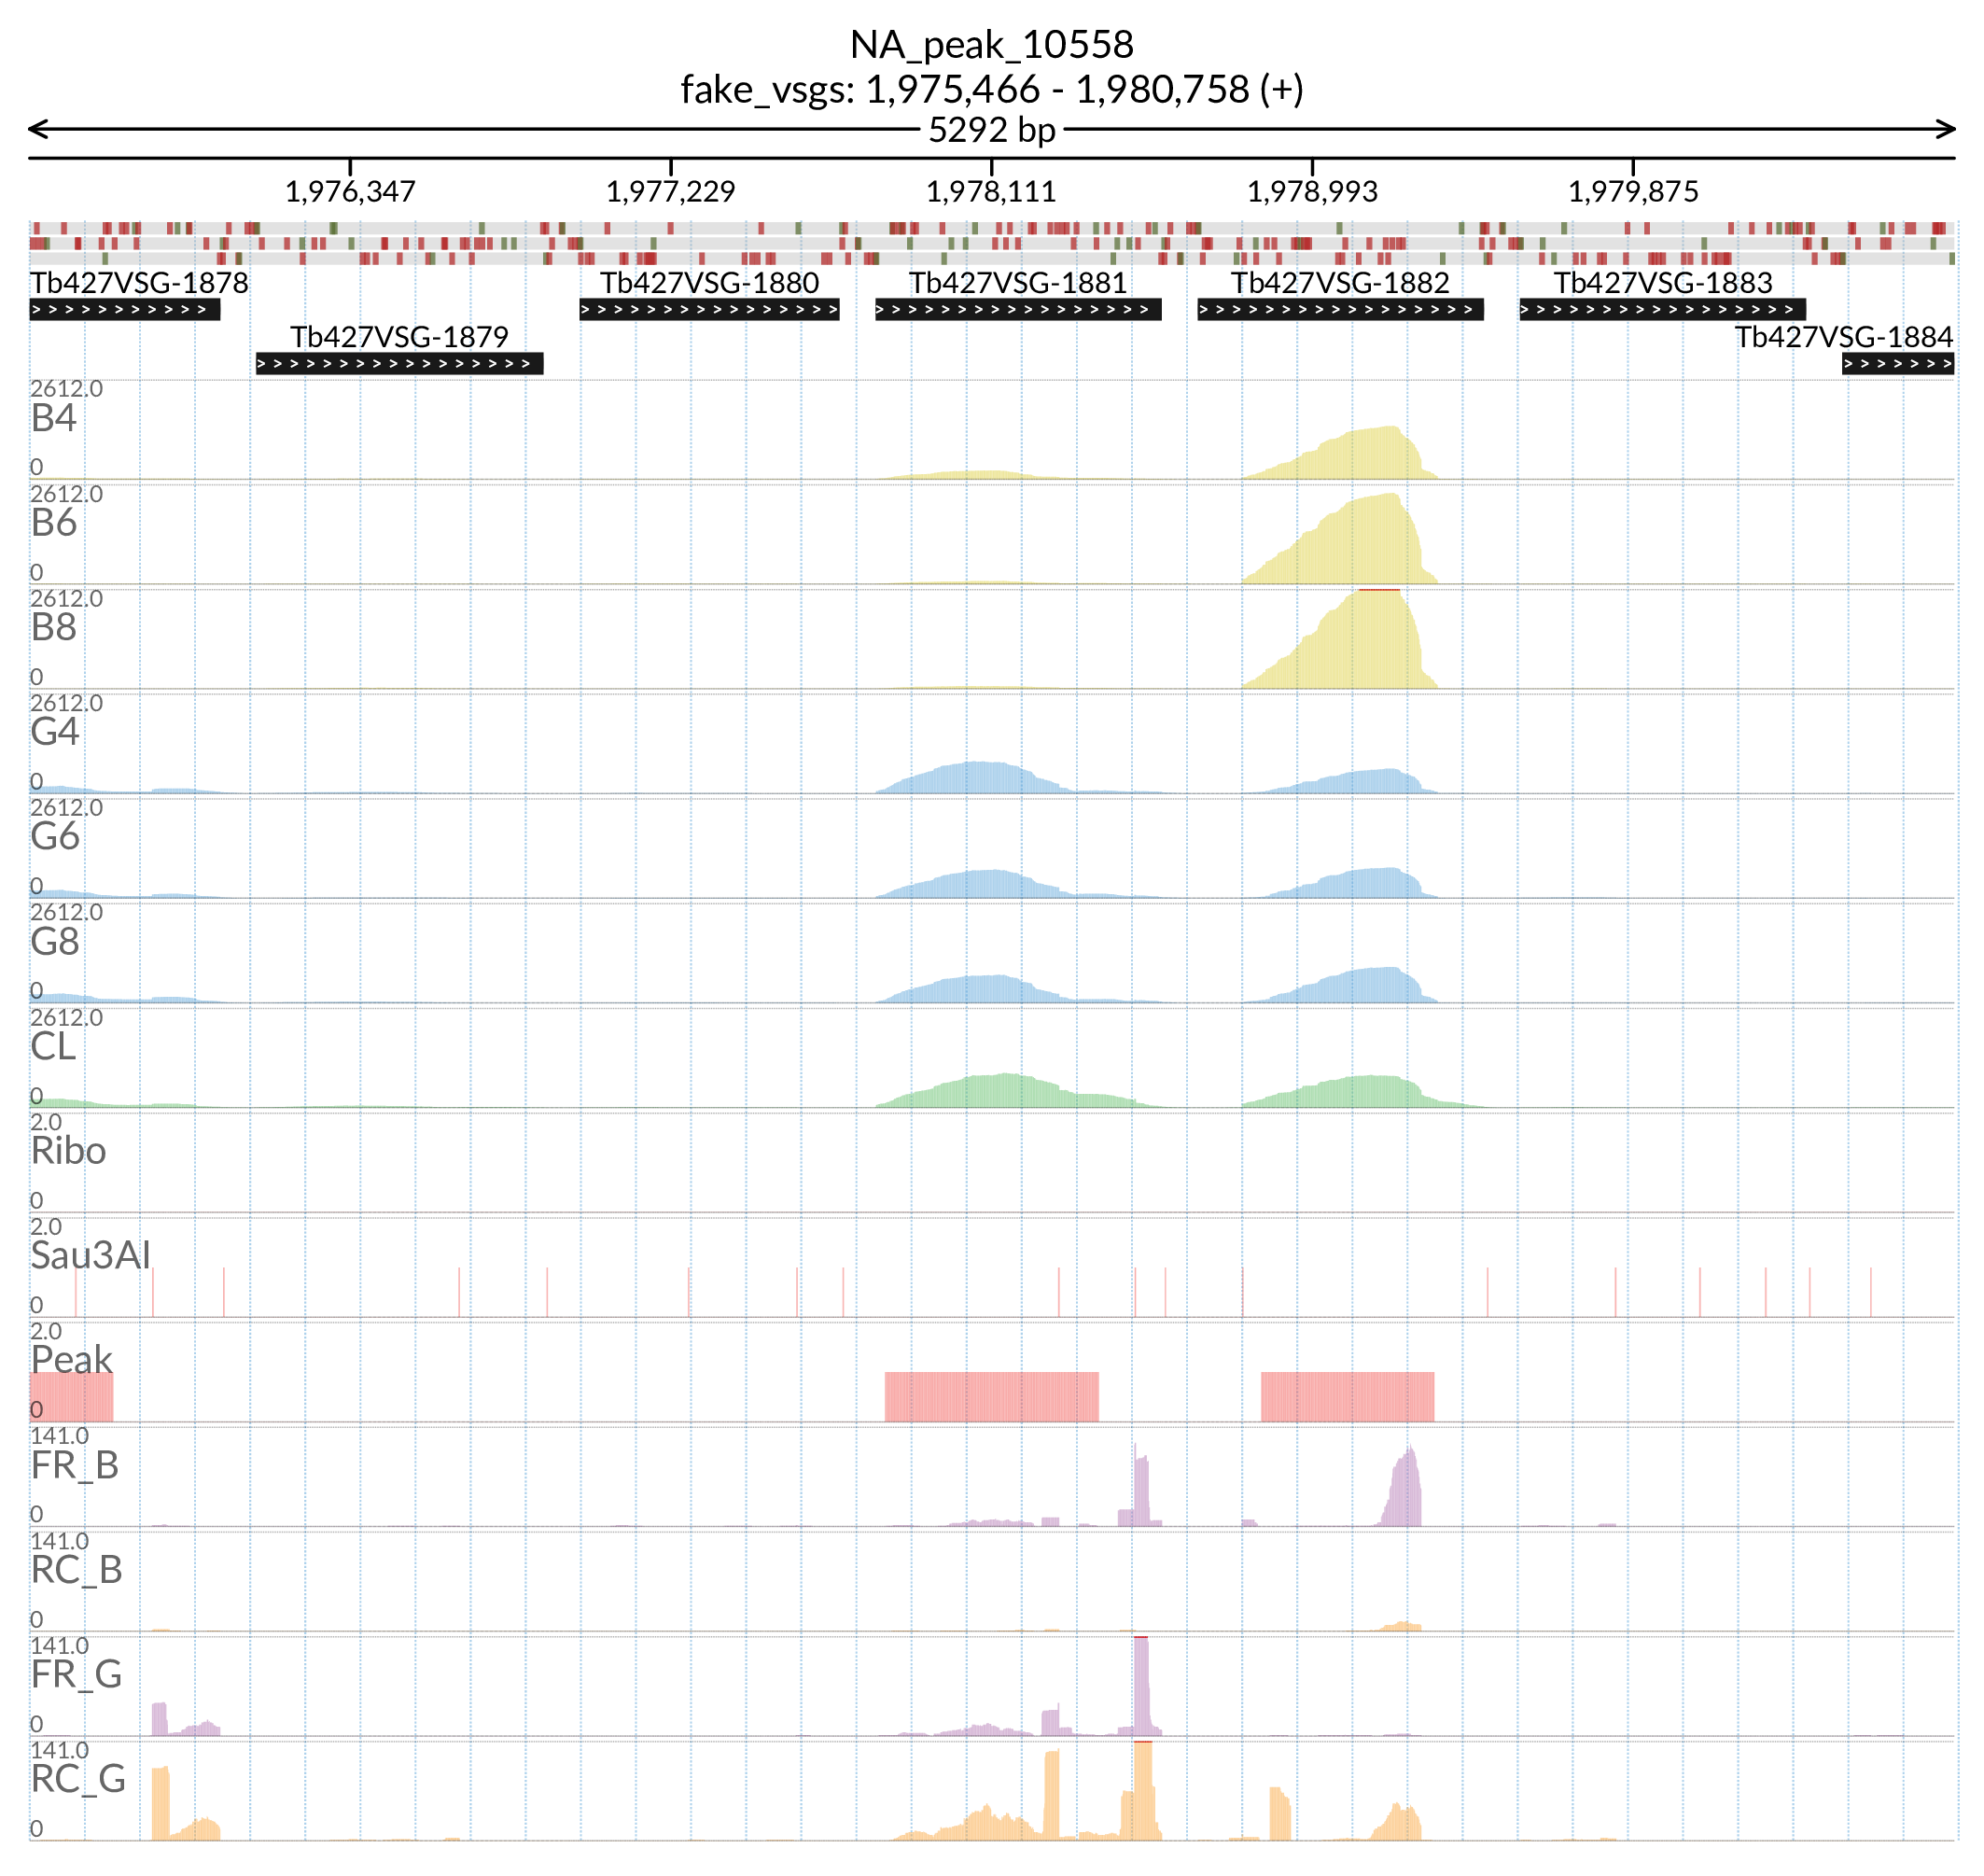 NA_peak_10558
fake_vsgs: 1,975,466 - 1,980,758 (+)
5292 bp
1,976,347 1,977,229 1,978,111 1,978,993 1,979,875
Tb427VSG-1878 Tb427VSG-1880 Tb427VSG-1881 Tb427VSG-1882 Tb427VSG-1883
Tb427VSG-1879 Tb427VSG-1884
2612.0
B4
0
2612.0
B6
0
2612.0
B8
0
2612.0
G4
0
2612.0
G6
0
2612.0
G8
0
2612.0
CL
0
2.0
Ribo
0
2.0
Sau3AI
0
2.0
Peak
0
141.0
FR_B
0
141.0
RC_B
0
141.0
FR_G
0
141.0
RC_G
0